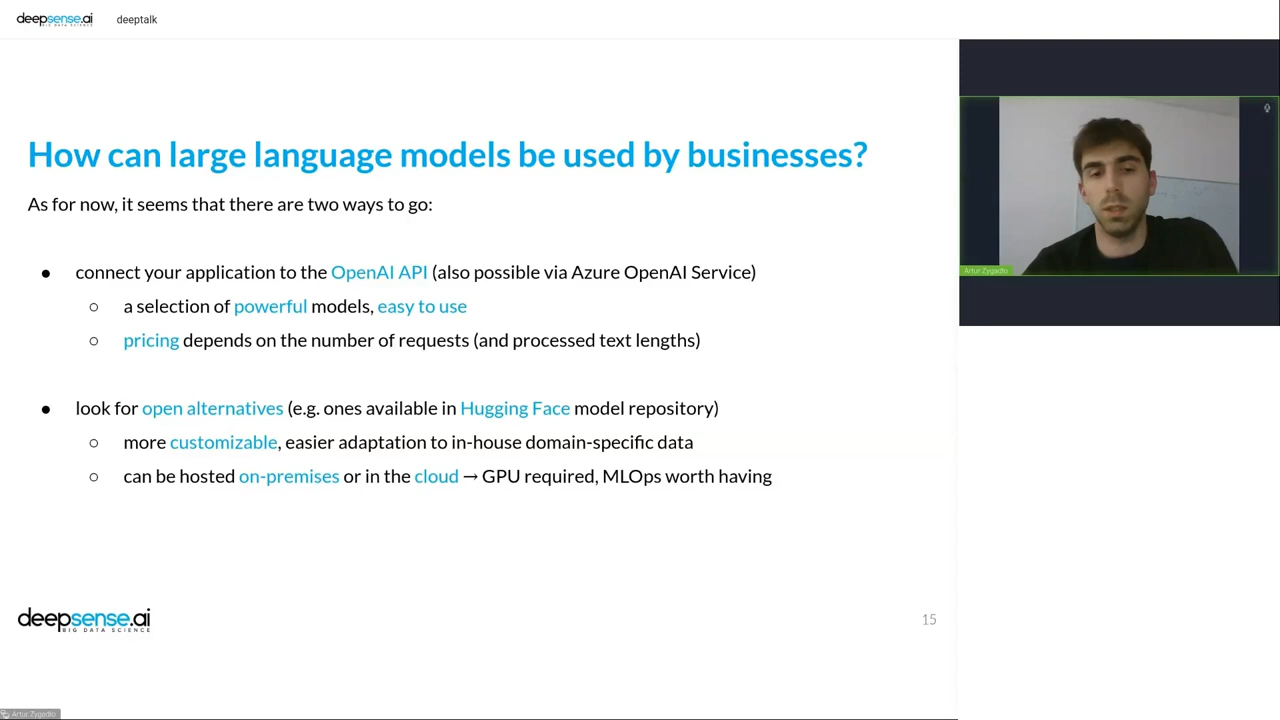 deepsense.ai
BIG DATA SCIENCE
deeptalk
How can large language models be used by businesses?
As for now, it seems that there are two ways to go:
● connect your application to the OpenAI API (also possible via Azure OpenAI Service)
○ a selection of powerful models, easy to use
○ pricing depends on the number of requests (and processed text lengths)
● look for open alternatives (e.g. ones available in Hugging Face model repository)
○ more customizable, easier adaptation to in-house domain-specific data
○ can be hosted on-premises or in the cloud → GPU required, MLOps worth having
deepsense.ai
BIG DATA SCIENCE
15
Artur Zygadło
Artur Zygadło